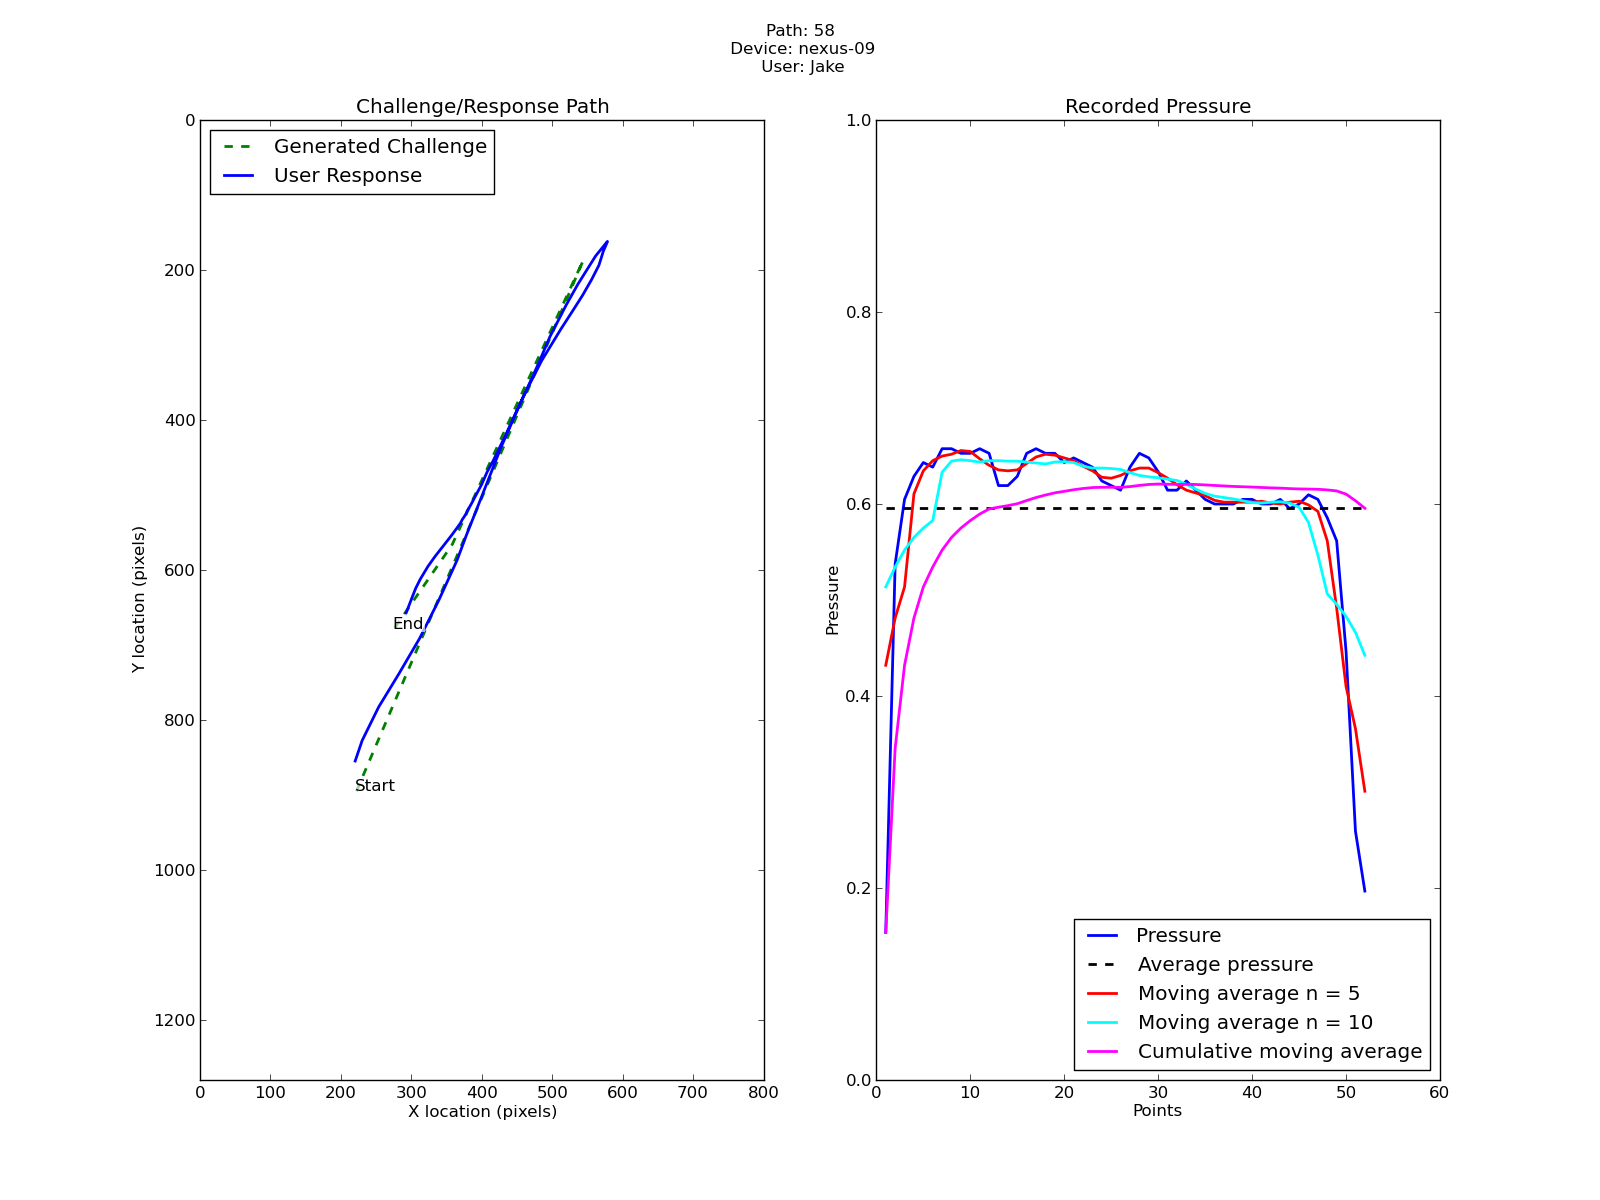 Path: 58
Device: nexus-09
User: Jake
Challenge/Response Path
Generated Challenge
User Response
0
200
400
600
800
1000
1200
Y location (pixels)
End
Start
0 100 200 300 400 500 600 700 800
X location (pixels)
Recorded Pressure
1.0
0.8
0.6
0.4
0.2
0.0
Pressure
Pressure
Average pressure
Moving average n = 5
Moving average n = 10
Cumulative moving average
0 10 20 30 40 50 60
Points